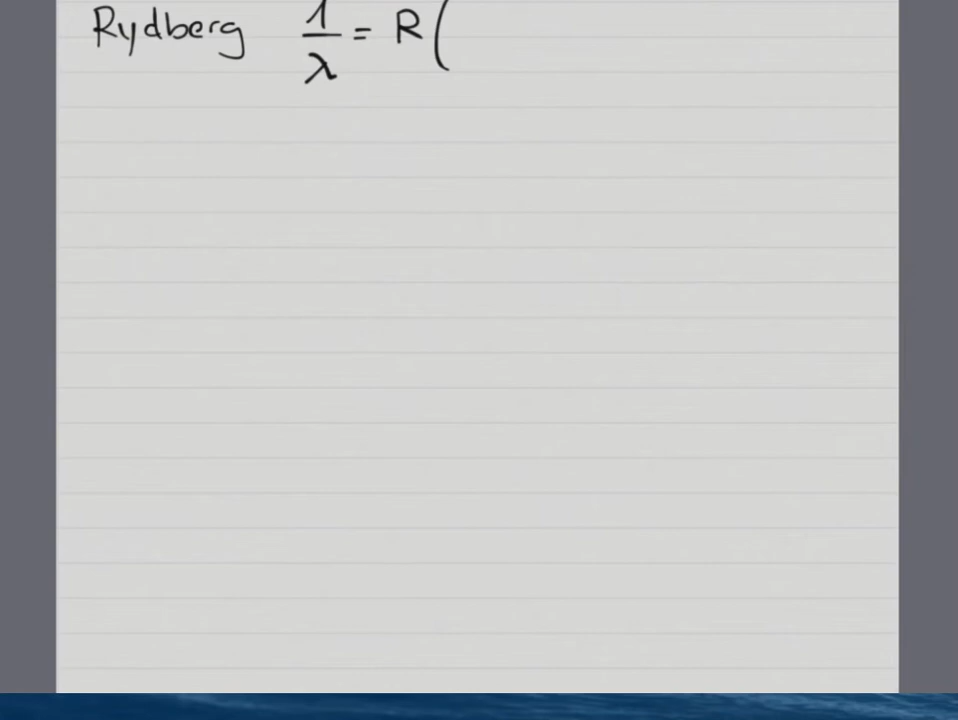 Rydberg 1/λ = R(